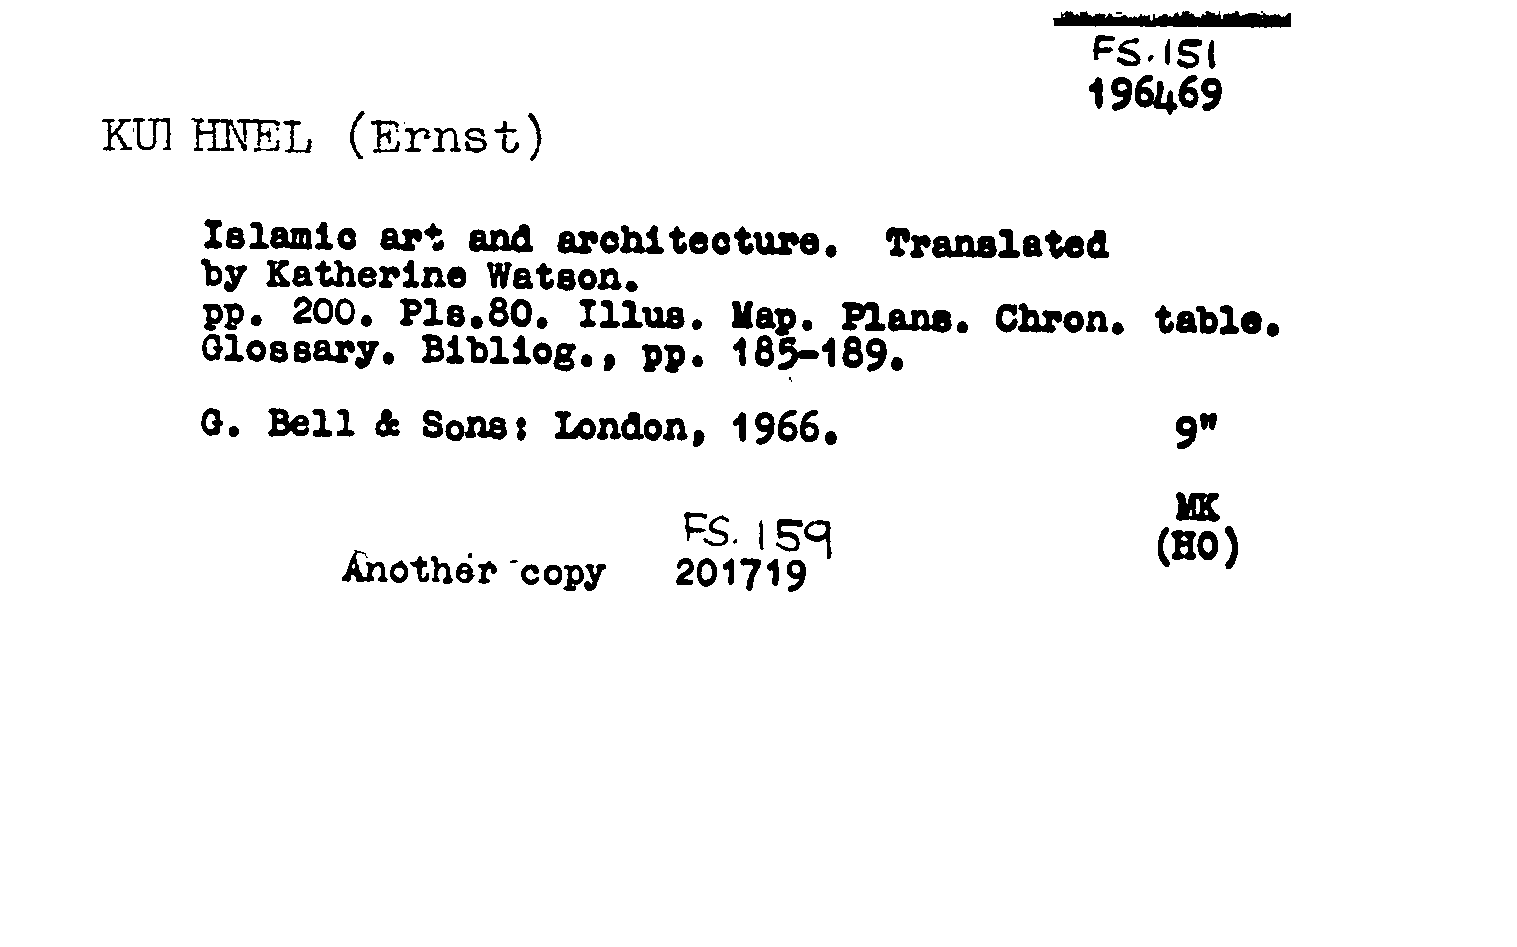 FS.151
196469
KUHNEL (Ernst)
Islamic art and architecture. Translated
by Katherine Watson.
pp. 200. Pls.80. Illus. Map. Plans. Chron. table.
Glossary. Bibliog., pp. 185-189.
G. Bell & Sons: London, 1966. 9"
MK
(HO)
FS. 159
Another copy 201719